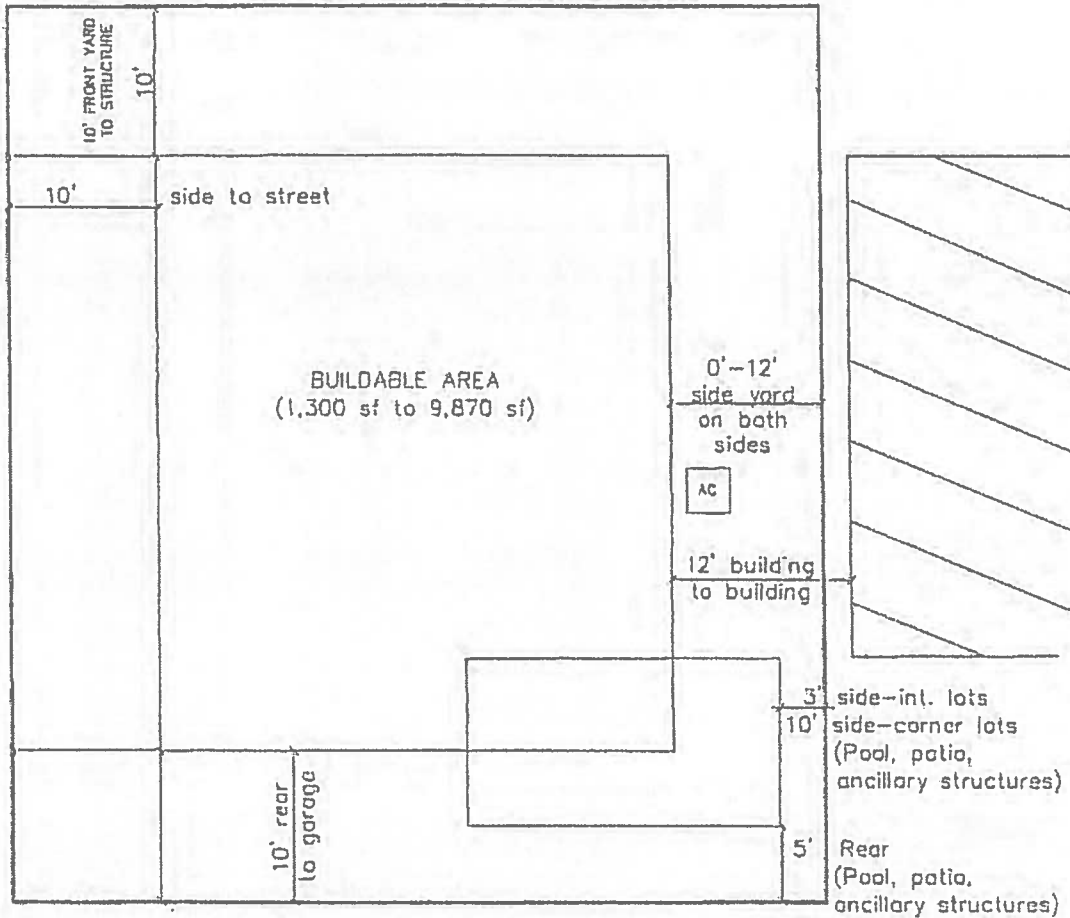 10' FRONT YARD
TO STRUCTURE
10'
10'
side to street
BUILDABLE AREA
(1,300 sf to 9,870 sf)
0'-12'
side yard
on both
sides
AC
12' building
to building
3' side-int. lots
10' side-corner lots
(Pool, patio,
ancillary structures)
10' rear
to garage
5' Rear
(Pool, patio,
ancillary structures)